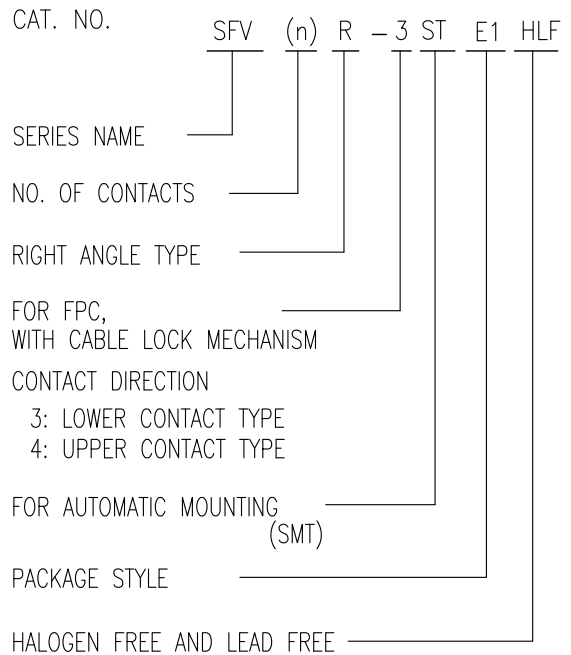 CAT. NO.
SFV (n) R - 3 ST E1 HLF
SERIES NAME
NO. OF CONTACTS
RIGHT ANGLE TYPE
FOR FPC,
WITH CABLE LOCK MECHANISM
CONTACT DIRECTION
3: LOWER CONTACT TYPE
4: UPPER CONTACT TYPE
FOR AUTOMATIC MOUNTING
(SMT)
PACKAGE STYLE
HALOGEN FREE AND LEAD FREE